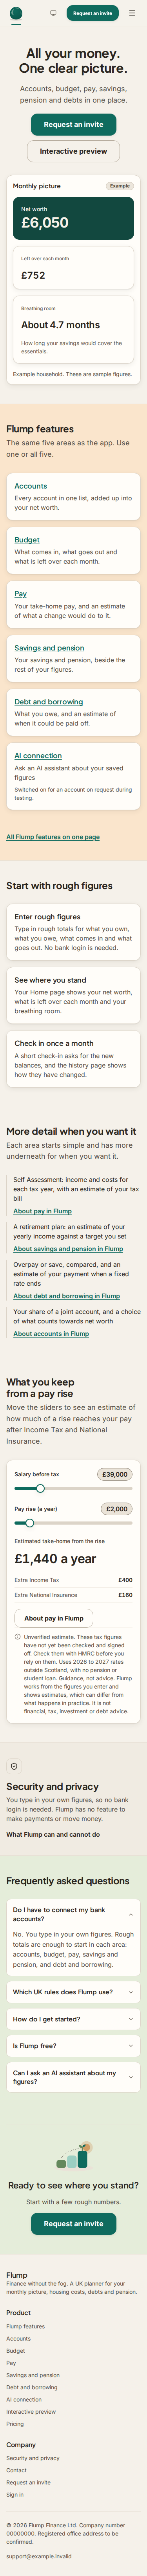 Request an invite
All your money.
One clear picture.
Accounts, budget, pay, savings,
pension and debts in one place.
Request an invite
Interactive preview
Monthly picture
Example
Net worth
£6,050
Left over each month
£752
Breathing room
About 4.7 months
How long your savings would cover the
essentials.
Example household. These are sample figures.
Flump features
The same five areas as the app. Use
one or all five.
Accounts
Every account in one list, added up into
your net worth.
Budget
What comes in, what goes out and
what is left over each month.
Pay
Your take-home pay, and an estimate
of what a change would do to it.
Savings and pension
Your savings and pension, beside the
rest of your figures.
Debt and borrowing
What you owe, and an estimate of
when it could be paid off.
AI connection
Ask an AI assistant about your saved
figures
Switched on for an account on request during
testing.
All Flump features on one page
Start with rough figures
Enter rough figures
Type in rough totals for what you own,
what you owe, what comes in and what
goes out. No bank login is needed.
See where you stand
Your Home page shows your net worth,
what is left over each month and your
breathing room.
Check in once a month
A short check-in asks for the new
balances, and the history page shows
how they have changed.
More detail when you want it
Each area starts simple and has more
underneath for when you want it.
Self Assessment: income and costs for
each tax year, with an estimate of your tax
bill
About pay in Flump
A retirement plan: an estimate of your
yearly income against a target you set
About savings and pension in Flump
Overpay or save, compared, and an
estimate of your payment when a fixed
rate ends
About debt and borrowing in Flump
Your share of a joint account, and a choice
of what counts towards net worth
About accounts in Flump
What you keep
from a pay rise
Move the sliders to see an estimate of
how much of a rise reaches your pay
after Income Tax and National
Insurance.
Salary before tax
£39,000
Pay rise (a year)
£2,000
Estimated take-home from the rise
£1,440 a year
Extra Income Tax
£400
Extra National Insurance
£160
About pay in Flump
Unverified estimate. These tax figures
have not yet been checked and signed
off. Check them with HMRC before you
rely on them. Uses 2026 to 2027 rates
outside Scotland, with no pension or
student loan. Guidance, not advice. Flump
works from the figures you enter and
shows estimates, which can differ from
what happens in practice. It is not
financial, tax, investment or debt advice.
Security and privacy
You type in your own figures, so no bank
login is needed. Flump has no feature to
make payments or move money.
What Flump can and cannot do
Frequently asked questions
Do I have to connect my bank
accounts?
No. You type in your own figures. Rough
totals are enough to start in each area:
accounts, budget, pay, savings and
pension, and debt and borrowing.
Which UK rules does Flump use?
How do I get started?
Is Flump free?
Can I ask an AI assistant about my
figures?
Ready to see where you stand?
Start with a few rough numbers.
Request an invite
Flump
Finance without the fog. A UK planner for your
monthly picture, housing costs, debts and pension.
Product
Flump features
Accounts
Budget
Pay
Savings and pension
Debt and borrowing
AI connection
Interactive preview
Pricing
Company
Security and privacy
Contact
Request an invite
Sign in
© 2026 Flump Finance Ltd. Company number
00000000. Registered office address to be
confirmed.
support@example.invalid